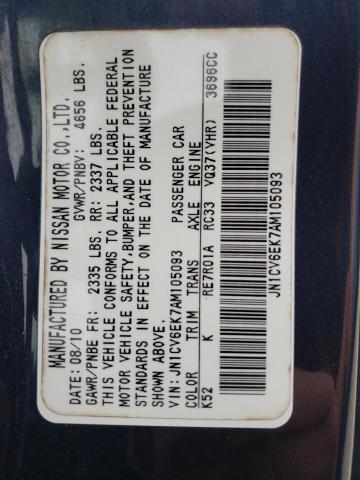 MANUFACTURED BY NISSAN MOTOR CO.,LTD.
DATE: 08/10 GVWR/PNBV: 4656 LBS.
GAWR/PNBE FR: 2335 LBS. RR: 2337 LBS.
THIS VEHICLE CONFORMS TO ALL APPLICABLE FEDERAL
MOTOR VEHICLE SAFETY,BUMPER,AND THEFT PREVENTION
STANDARDS IN EFFECT ON THE DATE OF MANUFACTURE
SHOWN ABOVE.
VIN: JN1CV6EK7AM105093 PASSENGER CAR
COLOR TRIM TRANS AXLE ENGINE
K52 K RE7R01A RC33 VQ37(VHR) 3696CC
JN1CV6EK7AM105093